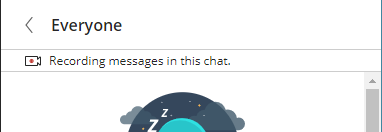 Everyone
Recording messages in this chat.
z
Z